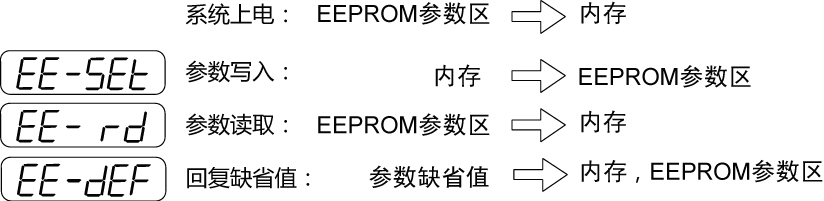 系统上电： EEPROM参数区 内存
EE-SEt 参数写入： 内存 EEPROM参数区
EE- rd 参数读取： EEPROM参数区 内存
EE-dEF 回复缺省值： 参数缺省值 内存，EEPROM参数区